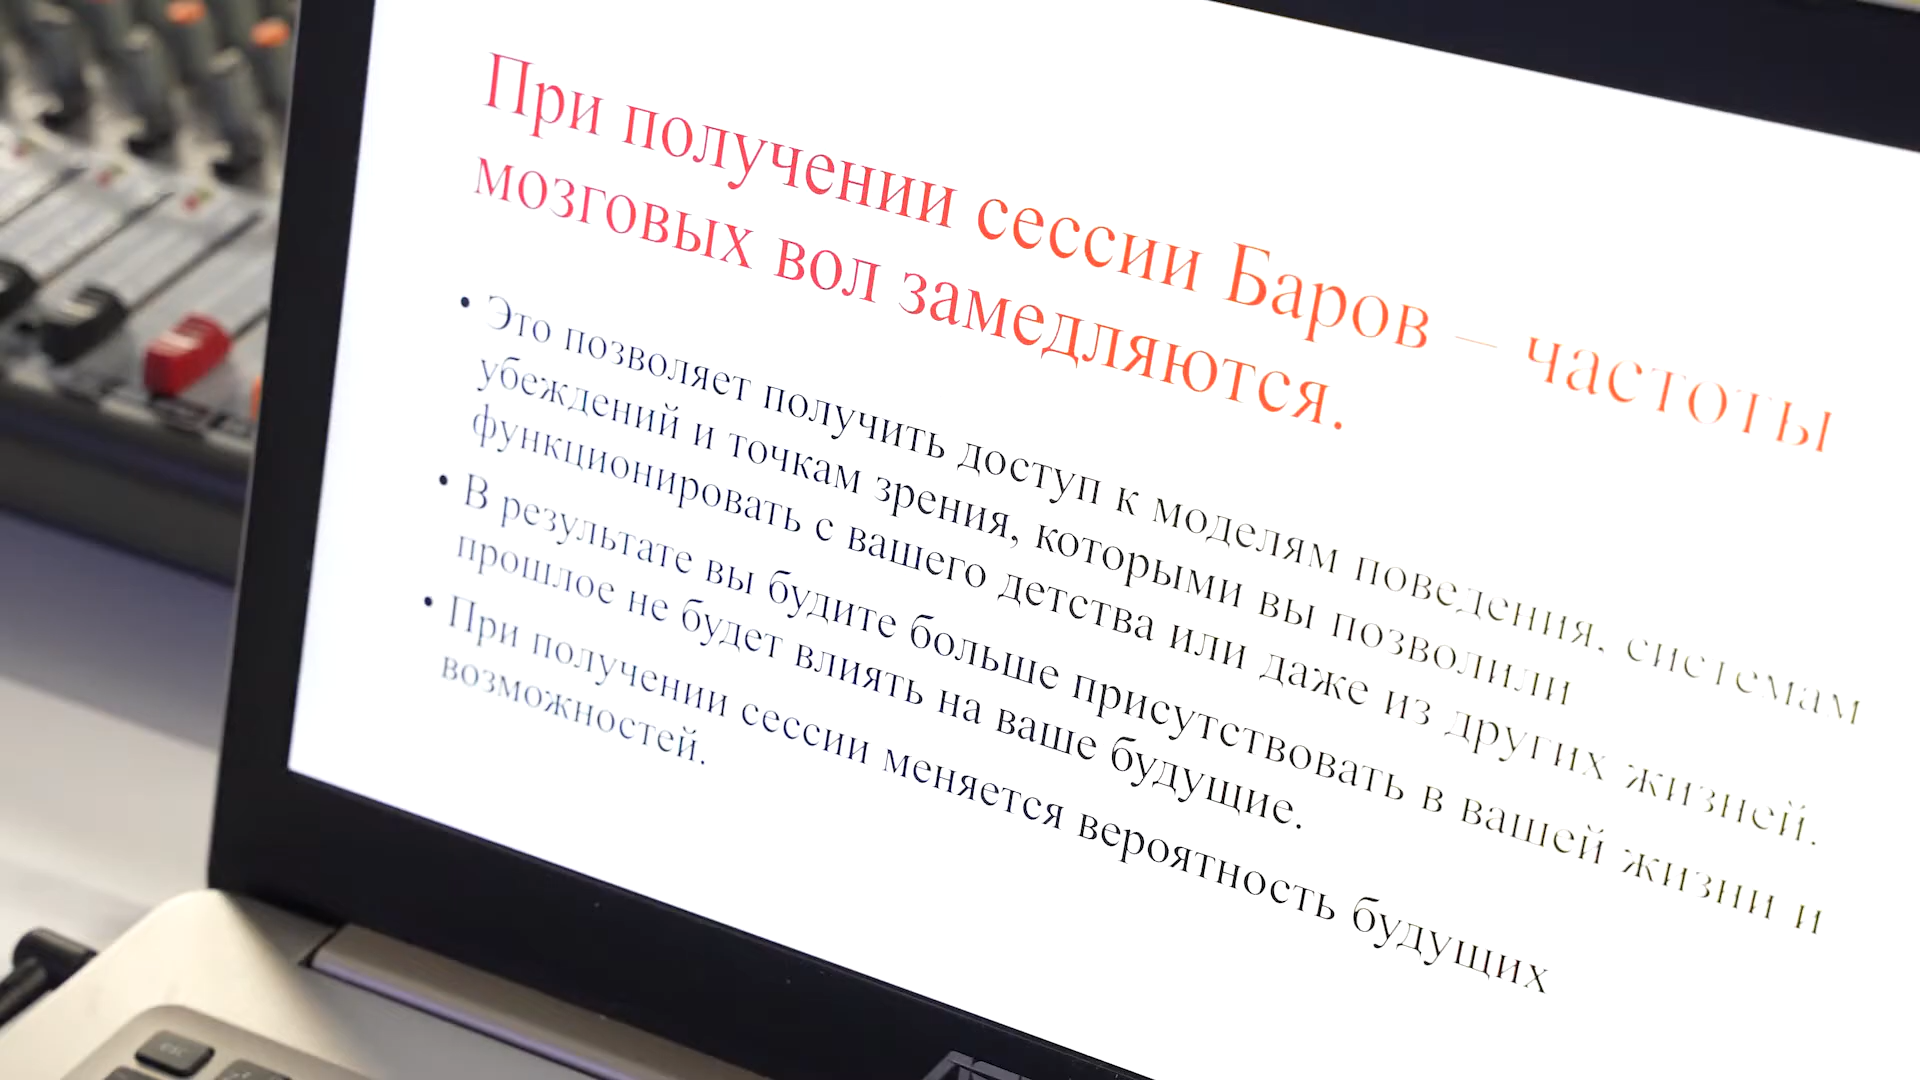 При получении сессии Баров – частоты
мозговых вол замедляются.
• Это позволяет получить доступ к моделям поведения, системам
убеждений и точкам зрения, которыми вы позволили
функционировать с вашего детства или даже из других жизней.
• В результате вы будите больше присутствовать в вашей жизни и
прошлое не будет влиять на ваше будущие.
• При получении сессии меняется вероятность будущих
возможностей.
esc